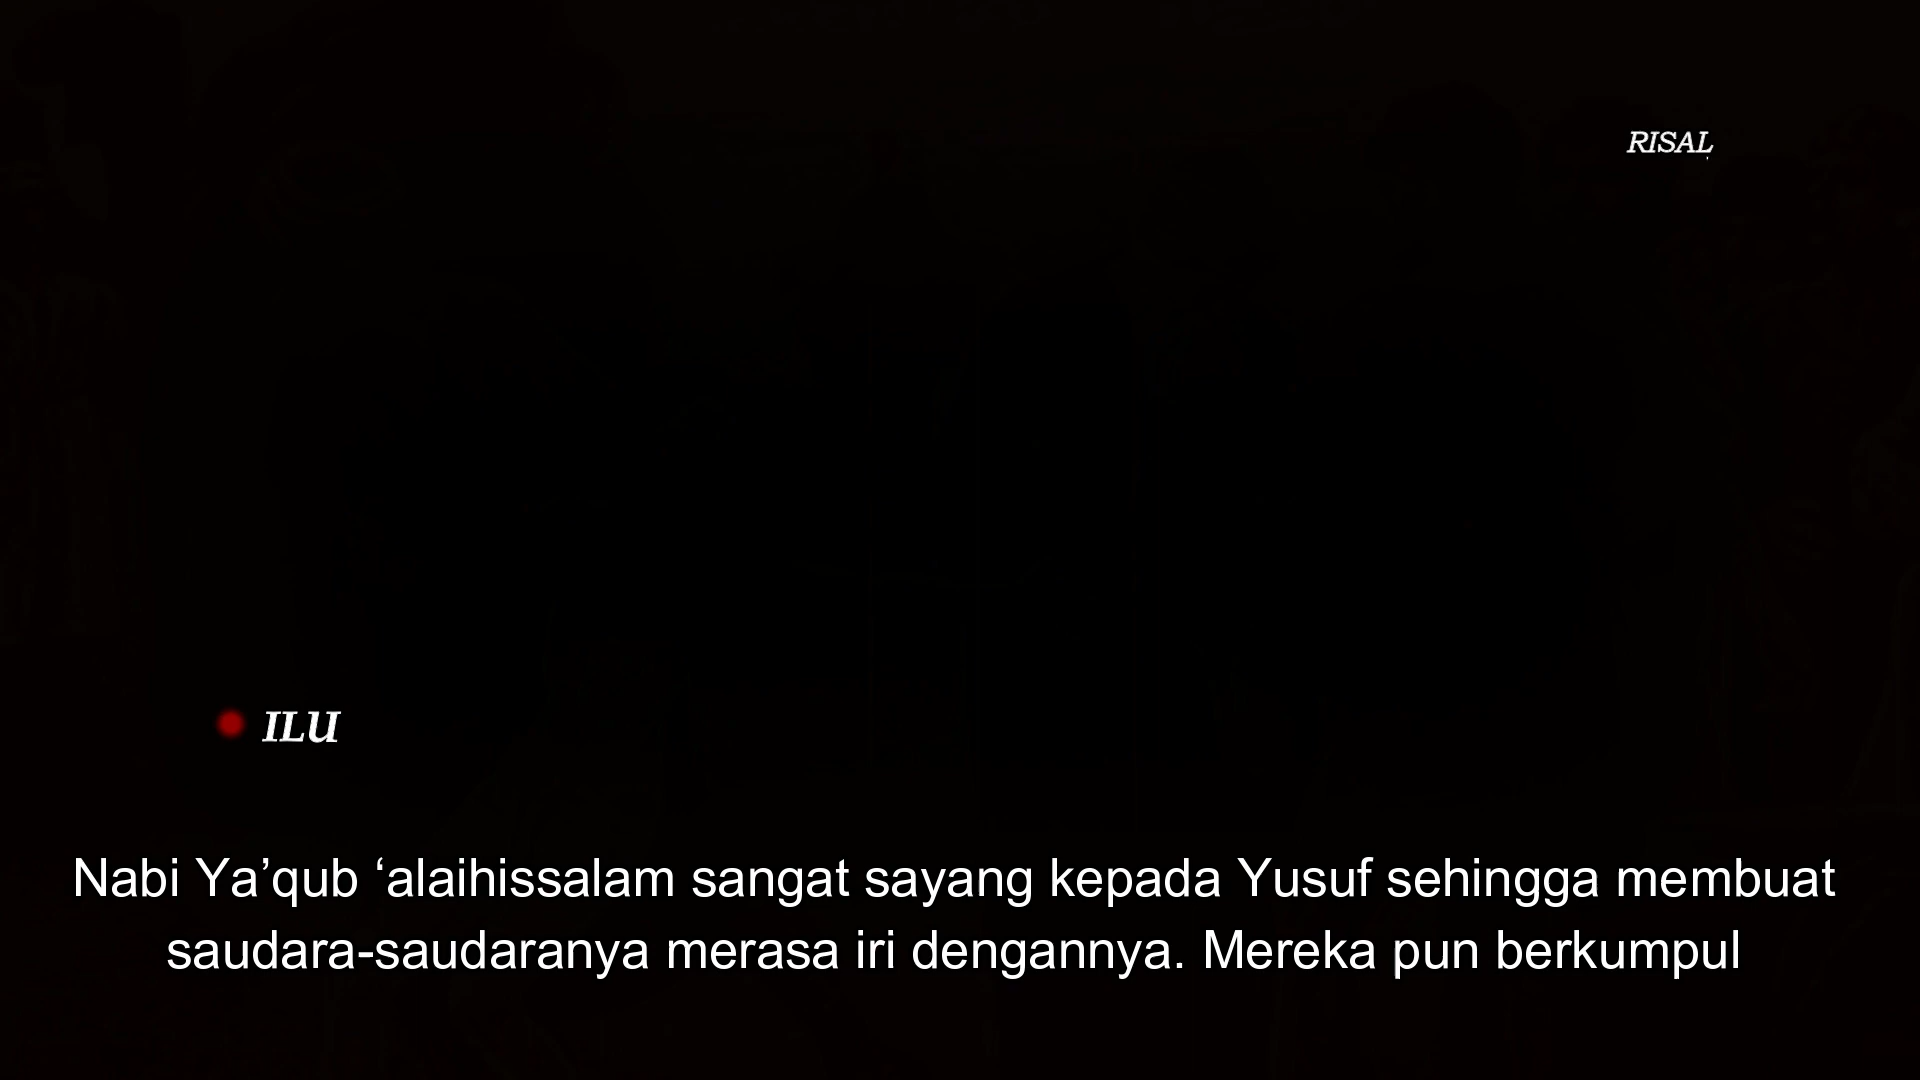 RISAL
ILU
Nabi Ya’qub ‘alaihissalam sangat sayang kepada Yusuf sehingga membuat
saudara-saudaranya merasa iri dengannya. Mereka pun berkumpul